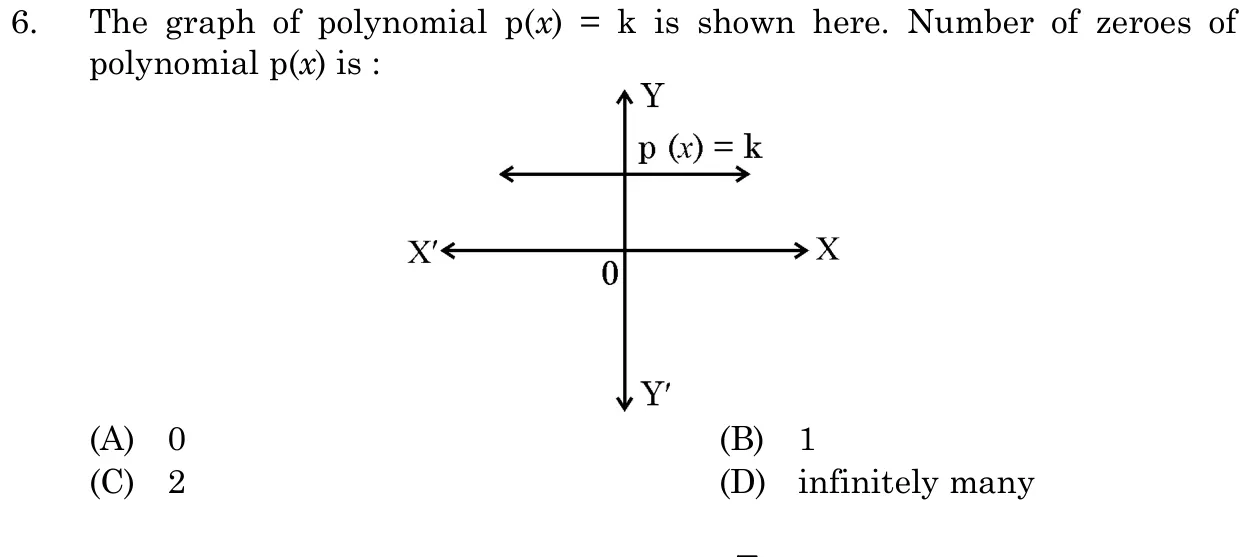 6. The graph of polynomial p(x) = k is shown here. Number of zeroes of
polynomial p(x) is :
Y
p (x) = k
X′ X
0
Y′
(A) 0 (B) 1
(C) 2 (D) infinitely many